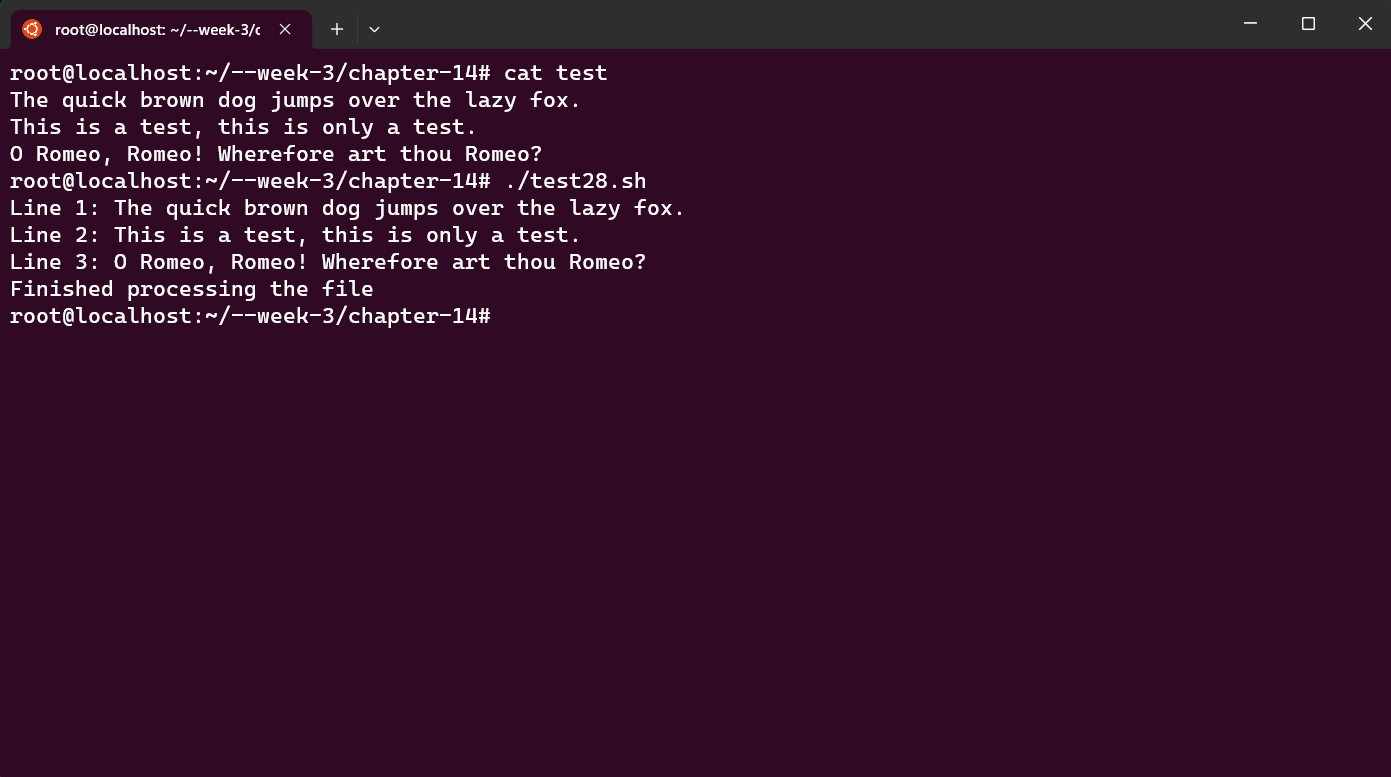 root@localhost: ~/--week-3/c
root@localhost:~/--week-3/chapter-14# cat test
The quick brown dog jumps over the lazy fox.
This is a test, this is only a test.
O Romeo, Romeo! Wherefore art thou Romeo?
root@localhost:~/--week-3/chapter-14# ./test28.sh
Line 1: The quick brown dog jumps over the lazy fox.
Line 2: This is a test, this is only a test.
Line 3: O Romeo, Romeo! Wherefore art thou Romeo?
Finished processing the file
root@localhost:~/--week-3/chapter-14#